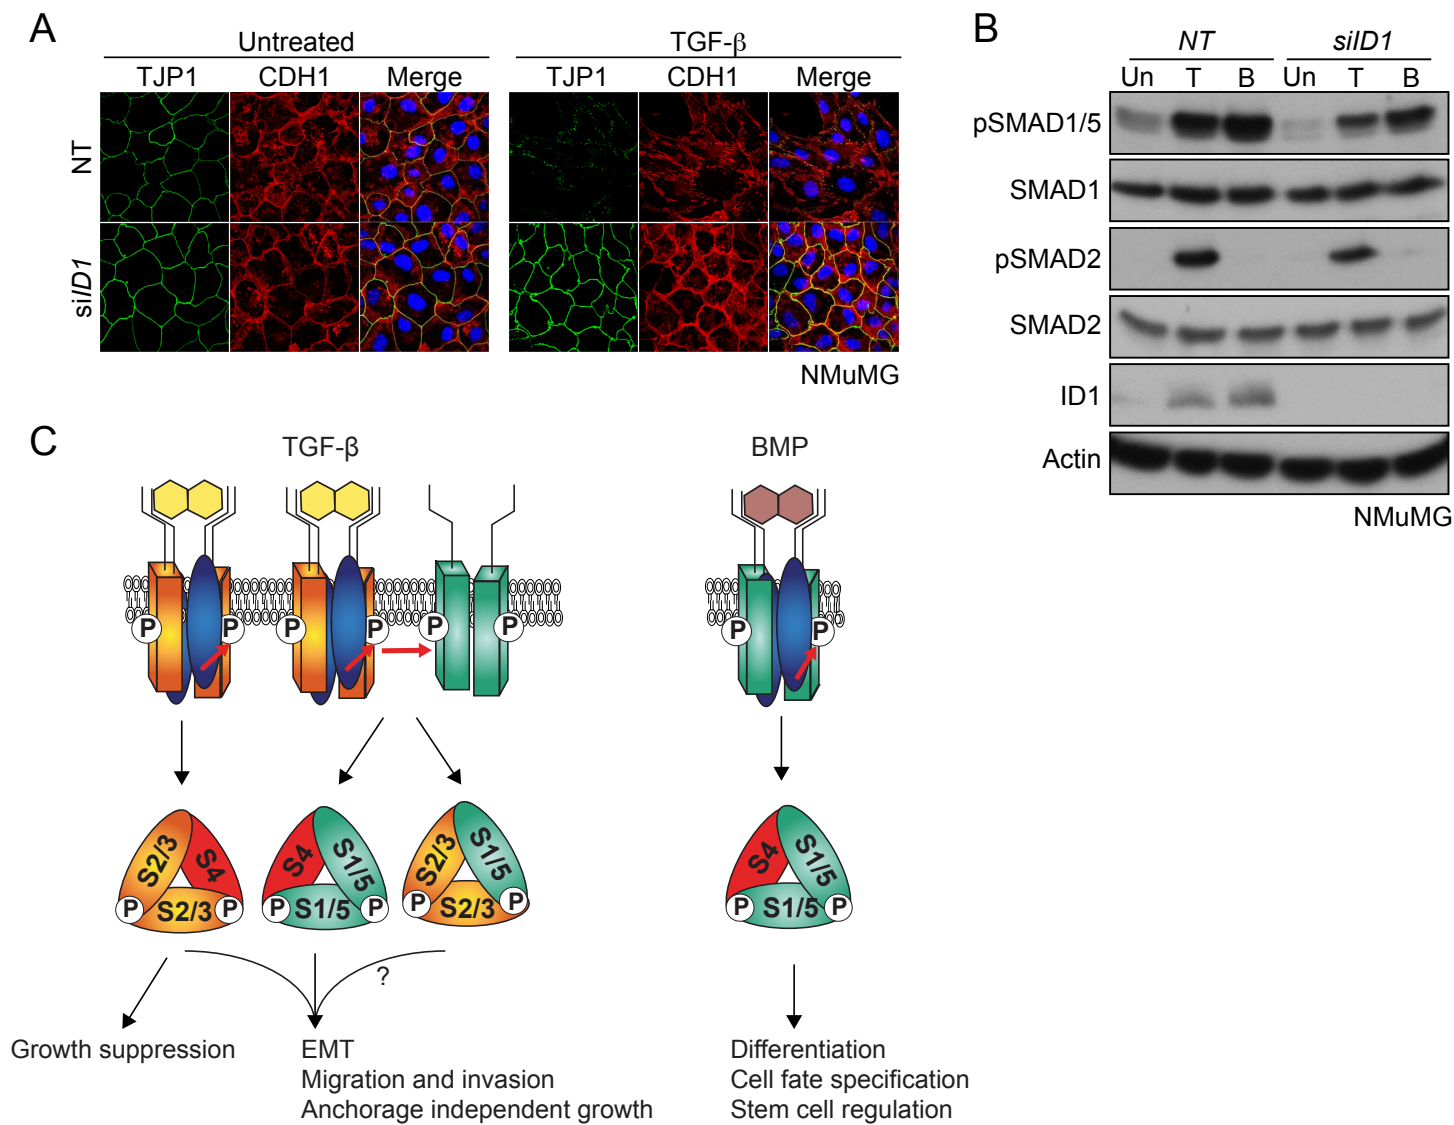 A
Untreated
TGF-β
TJP1 CDH1 Merge
TJP1 CDH1 Merge
NT
siID1
NMuMG
B
NT siID1
Un T B Un T B
pSMAD1/5
SMAD1
pSMAD2
SMAD2
ID1
Actin
NMuMG
C
TGF-β
BMP
P P P P P P P P
S2/3 S4 S2/3 P P
S4 S1/5 S1/5 P P
S2/3 S1/5 S2/3 P P
S4 S1/5 S1/5 P P
?
Growth suppression
EMT
Migration and invasion
Anchorage independent growth
Differentiation
Cell fate specification
Stem cell regulation